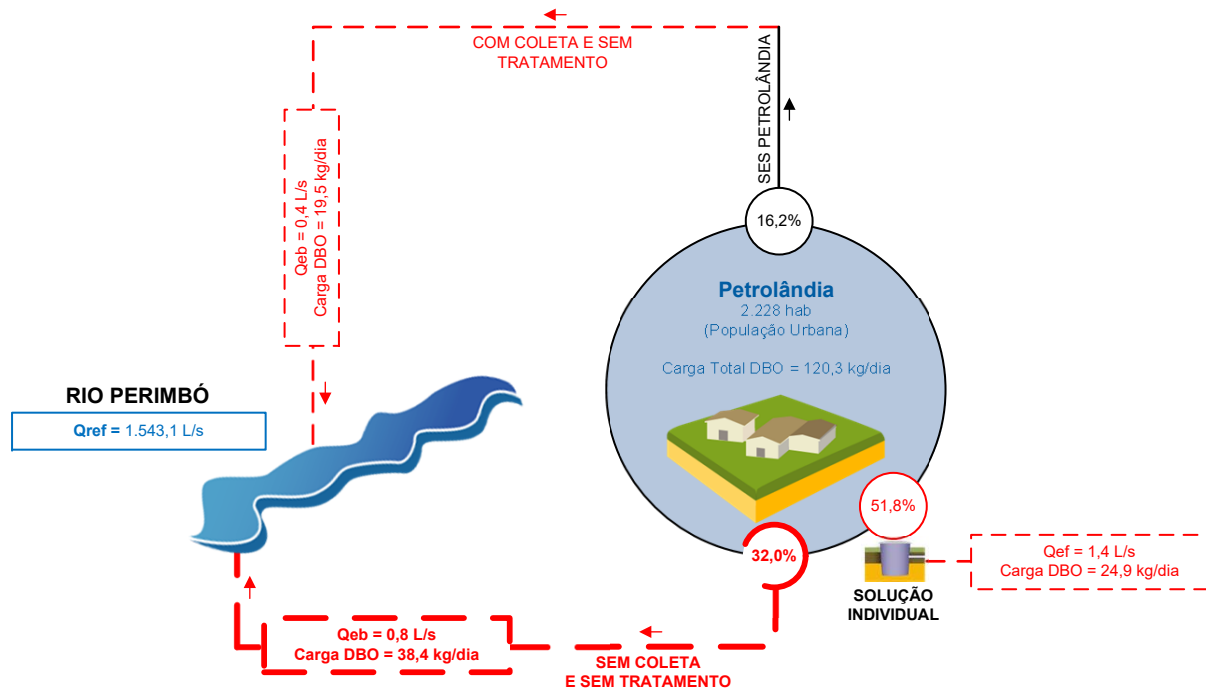 COM COLETA E SEM
TRATAMENTO
SES PETROLÂNDIA
Qeb = 0,4 L/s
Carga DBO = 19,5 kg/dia
16,2%
Petrolândia
2.228 hab
(População Urbana)
Carga Total DBO = 120,3 kg/dia
RIO PERIMBÓ
Qref = 1.543,1 L/s
51,8%
32,0%
Qef = 1,4 L/s
Carga DBO = 24,9 kg/dia
SOLUÇÃO
INDIVIDUAL
Qeb = 0,8 L/s
Carga DBO = 38,4 kg/dia
SEM COLETA
E SEM TRATAMENTO